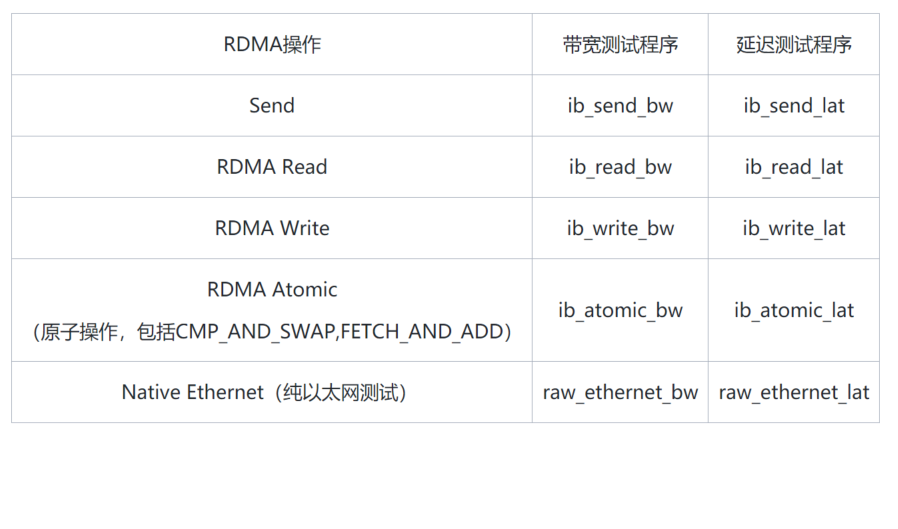 RDMA操作 带宽测试程序 延迟测试程序
Send ib_send_bw ib_send_lat
RDMA Read ib_read_bw ib_read_lat
RDMA Write ib_write_bw ib_write_lat
RDMA Atomic
（原子操作，包括CMP_AND_SWAP,FETCH_AND_ADD） ib_atomic_bw ib_atomic_lat
Native Ethernet（纯以太网测试） raw_ethernet_bw raw_ethernet_lat